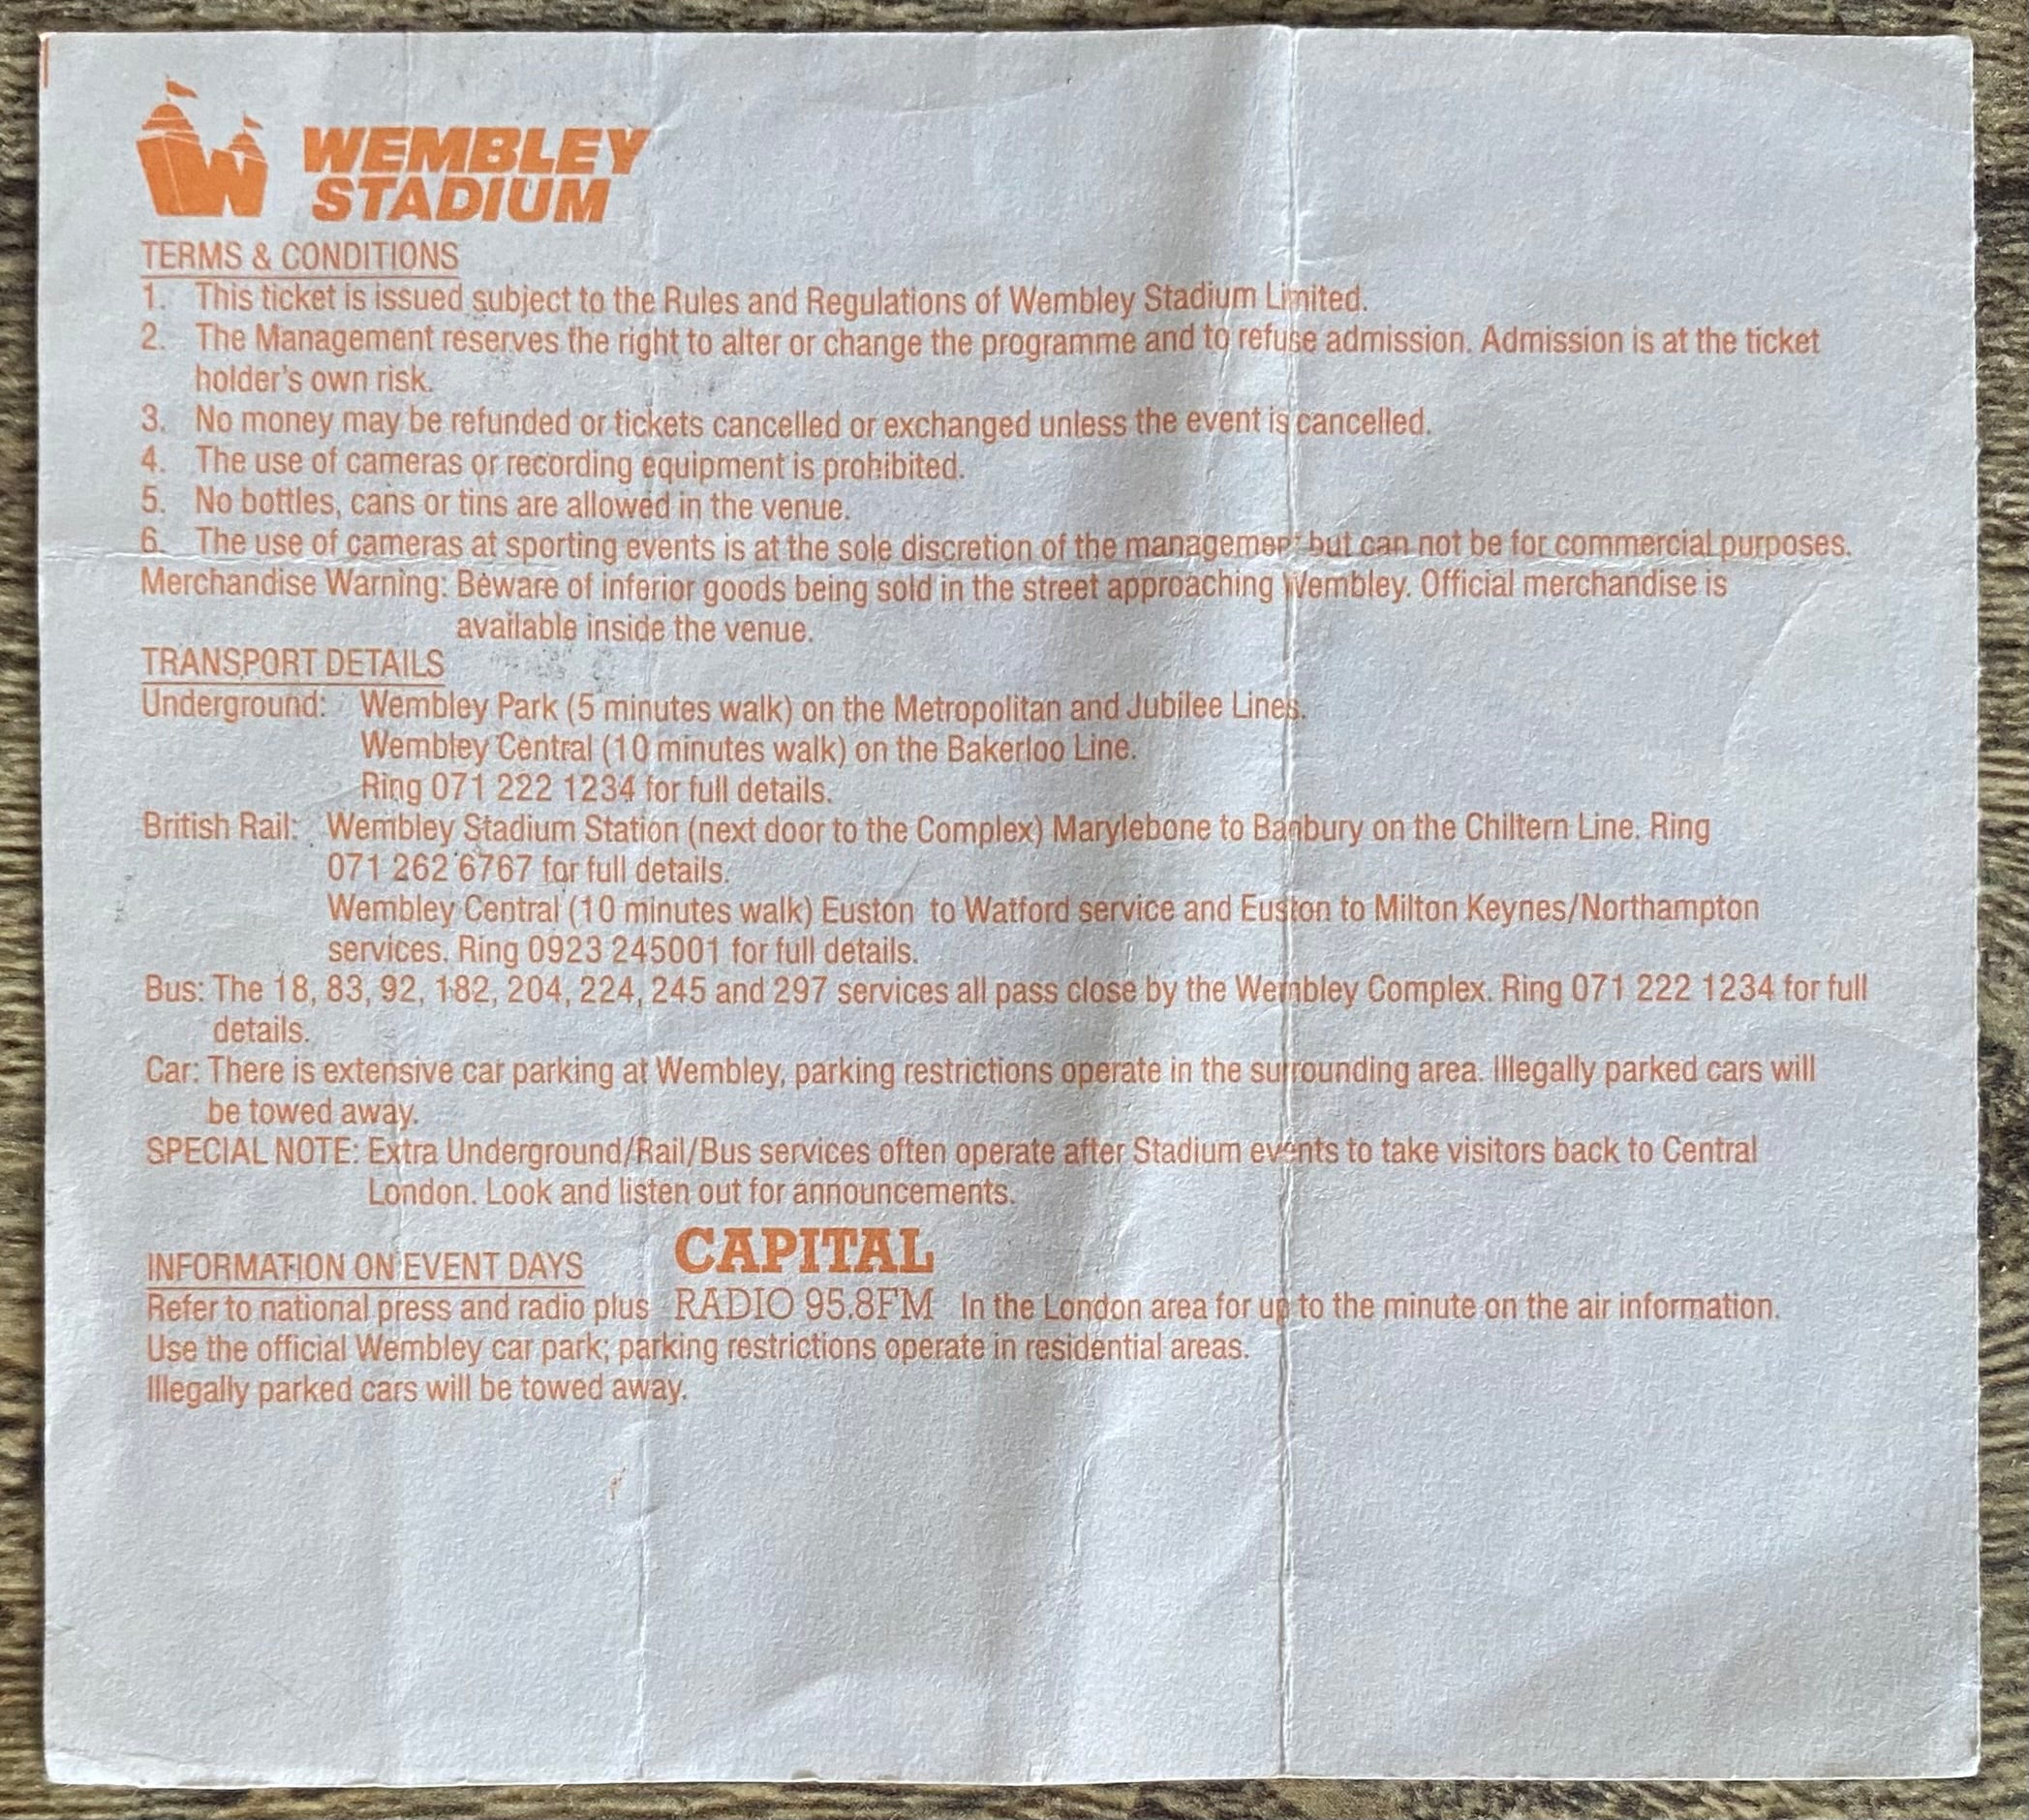 WEMBLEY
STADIUM
TERMS & CONDITIONS
1. This ticket is issued subject to the Rules and Regulations of Wembley Stadium Limited.
2. The Management reserves the right to alter or change the programme and to refuse admission. Admission is at the ticket
holder's own risk.
3. No money may be refunded or tickets cancelled or exchanged unless the event is cancelled.
4. The use of cameras or recording equipment is prohibited.
5. No bottles, cans or tins are allowed in the venue.
6. The use of cameras at sporting events is at the sole discretion of the management but can not be for commercial purposes.
Merchandise Warning: Beware of inferior goods being sold in the street approaching Wembley. Official merchandise is
available inside the venue.
TRANSPORT DETAILS
Underground: Wembley Park (5 minutes walk) on the Metropolitan and Jubilee Lines.
Wembley Central (10 minutes walk) on the Bakerloo Line.
Ring 071 222 1234 for full details.
British Rail: Wembley Stadium Station (next door to the Complex) Marylebone to Banbury on the Chiltern Line. Ring
071 262 6767 for full details.
Wembley Central (10 minutes walk) Euston to Watford service and Euston to Milton Keynes/Northampton
services. Ring 0923 245001 for full details.
Bus: The 18, 83, 92, 182, 204, 224, 245 and 297 services all pass close by the Wembley Complex. Ring 071 222 1234 for full
details.
Car: There is extensive car parking at Wembley, parking restrictions operate in the surrounding area. Illegally parked cars will
be towed away.
SPECIAL NOTE: Extra Underground/Rail/Bus services often operate after Stadium events to take visitors back to Central
London. Look and listen out for announcements.
INFORMATION ON EVENT DAYS CAPITAL
Refer to national press and radio plus RADIO 95.8FM In the London area for up to the minute on the air information.
Use the official Wembley car park; parking restrictions operate in residential areas.
Illegally parked cars will be towed away.